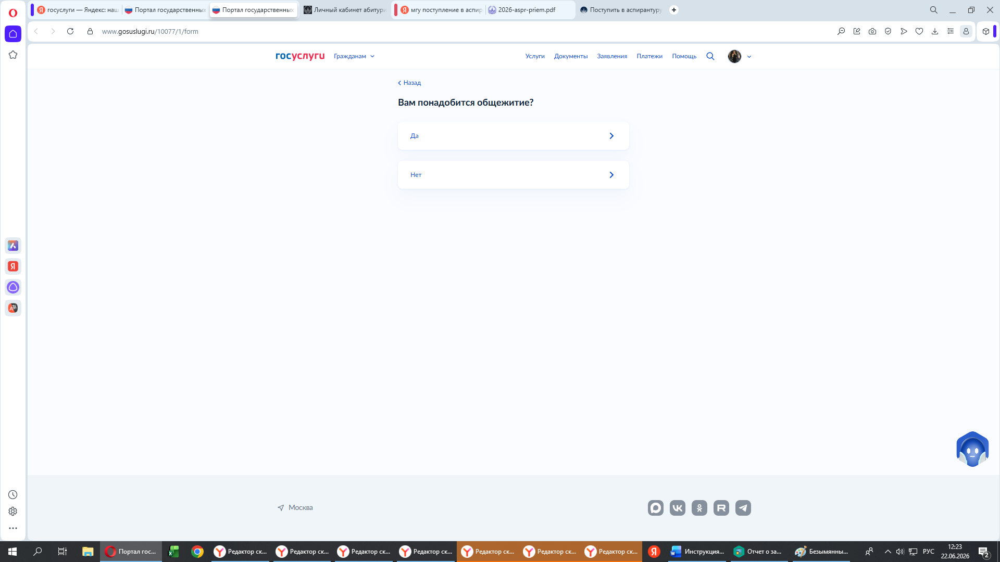 госуслуги — Яндекс: наш
Портал государственных
Портал государственных
Личный кабинет абитури
мгу поступление в аспир
2026-aspr-priem.pdf
Поступить в аспирантуру
www.gosuslugi.ru/10077/1/form
госуслуги
Гражданам
Услуги
Документы
Заявления
Платежи
Помощь
Назад
Вам понадобится общежитие?
Да
Нет
Москва
Портал гос...
Редактор ск...
Редактор ск...
Редактор ск...
Редактор ск...
Редактор ск...
Редактор ск...
Редактор ск...
Инструкция...
Отчет о за...
Безымянны...
РУС
12:23
22.06.2026
2